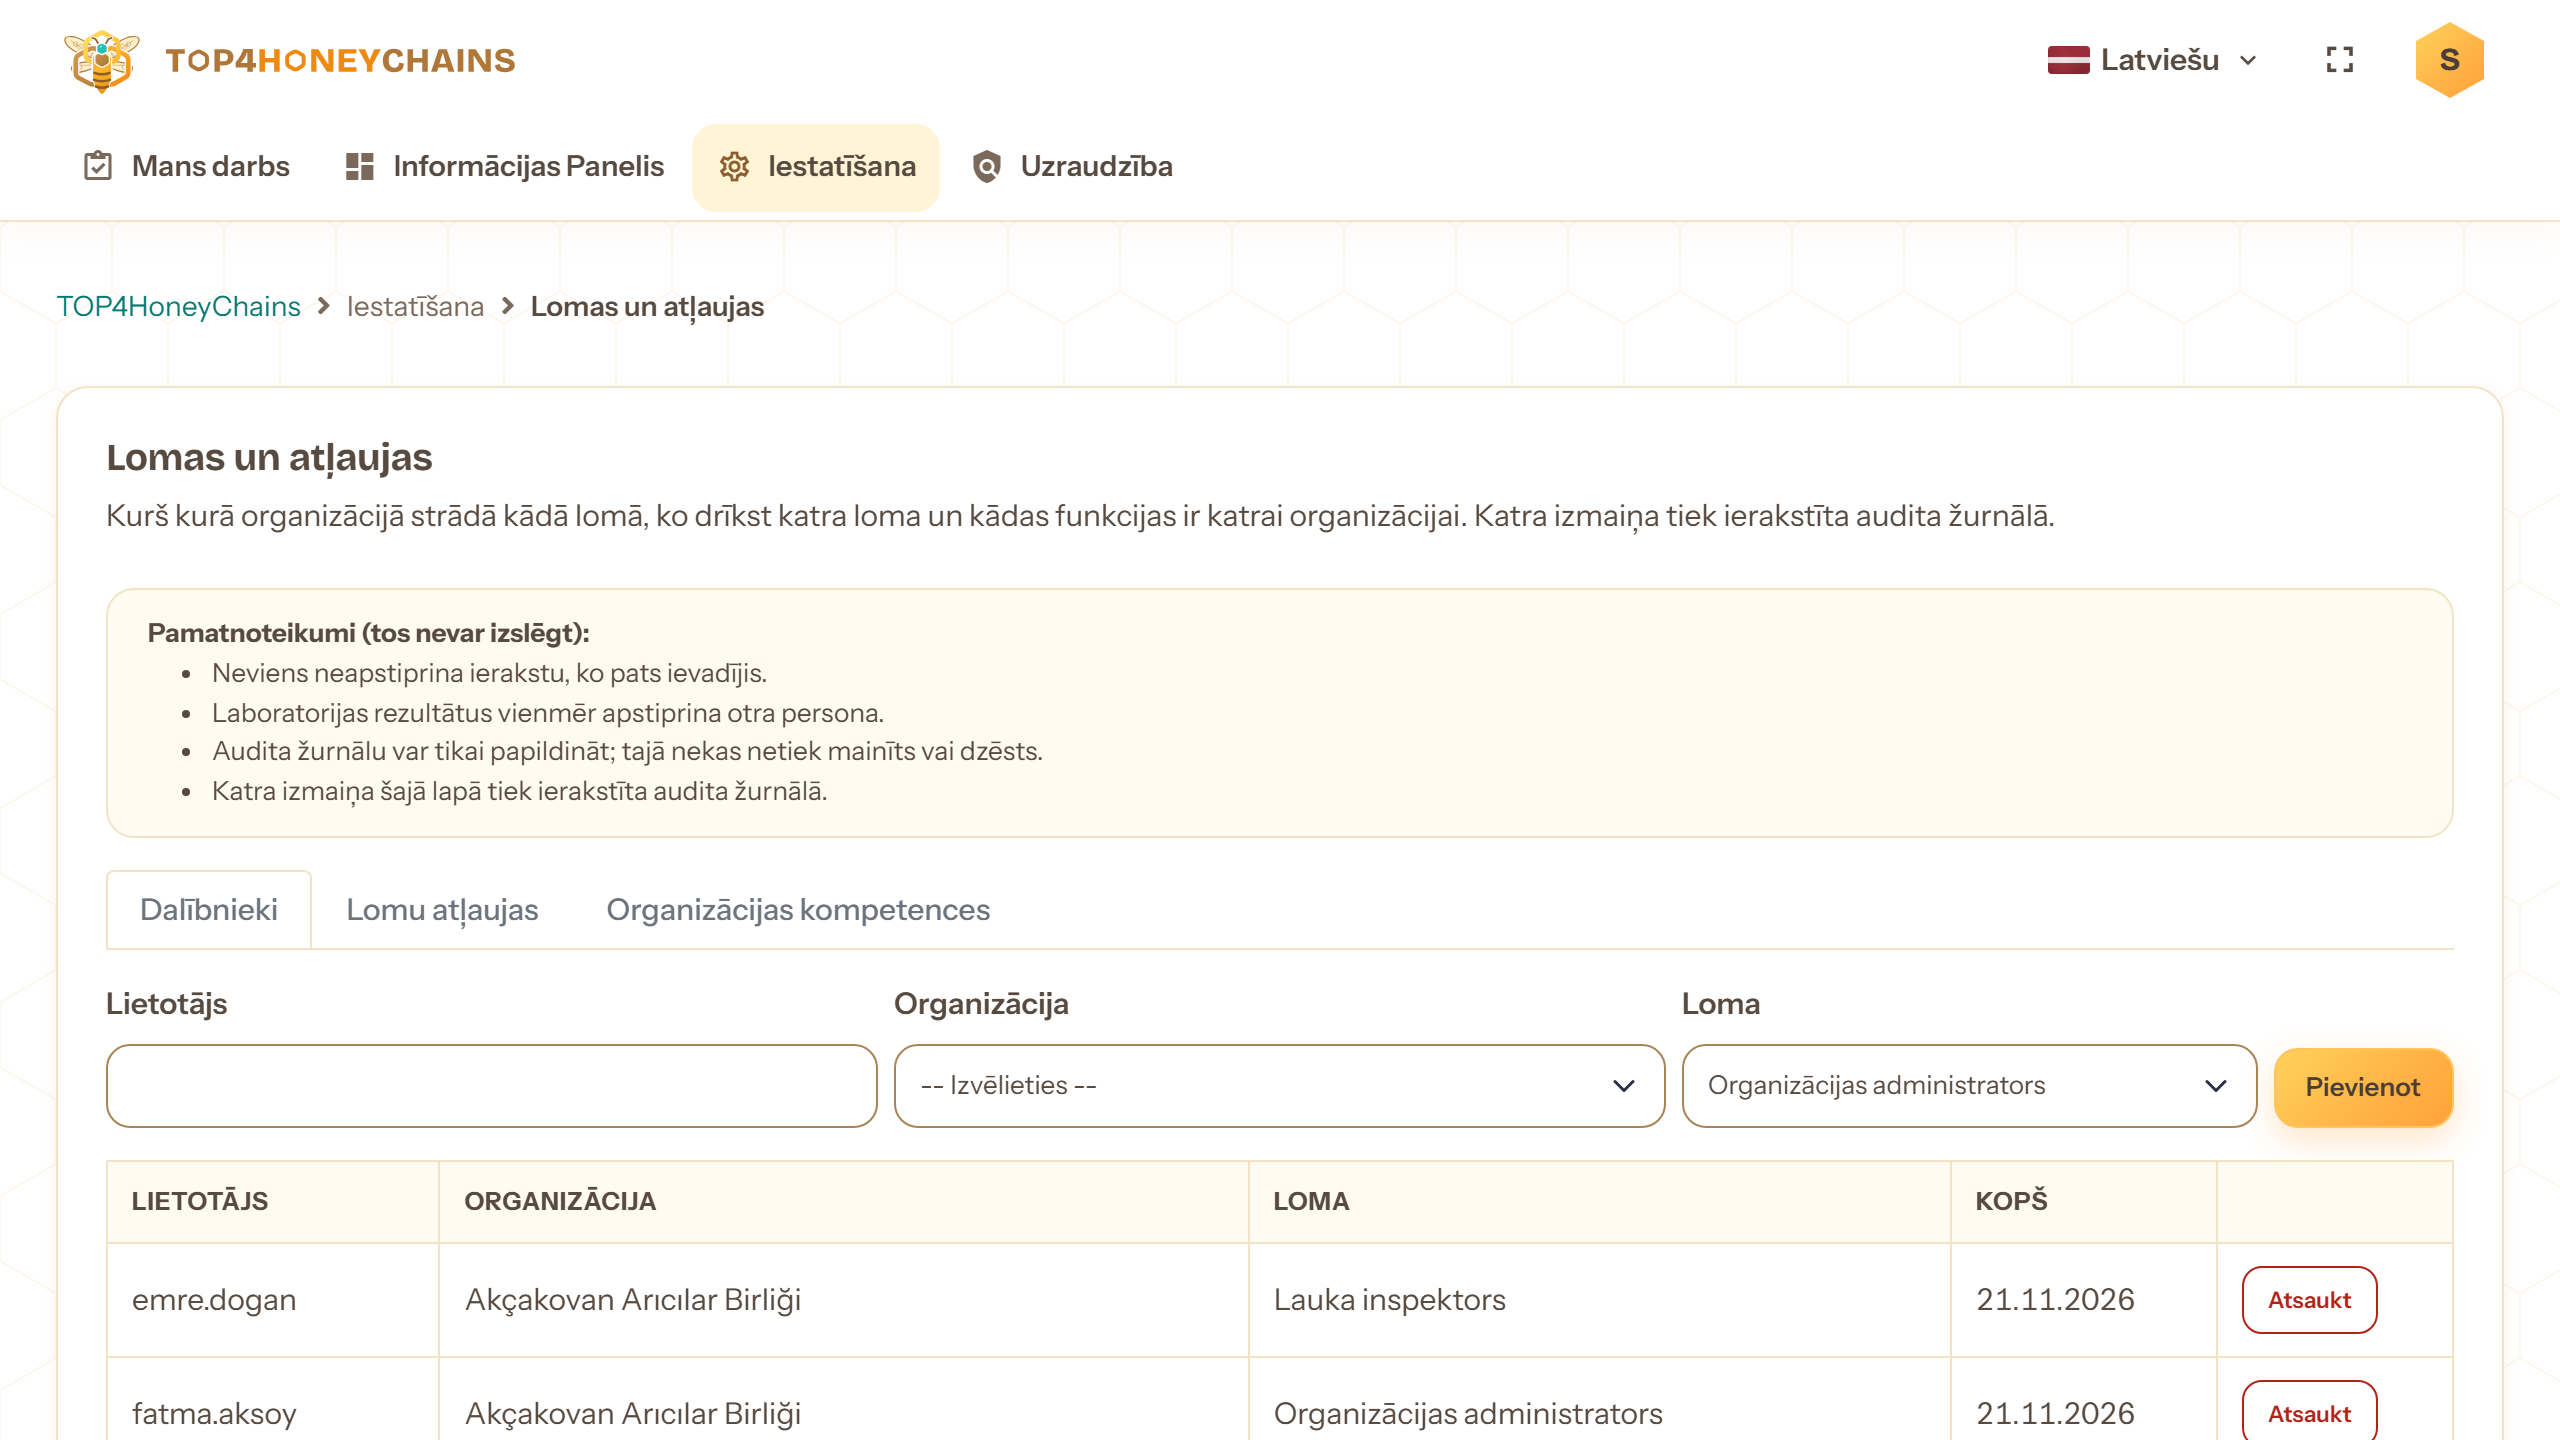 TOP4HONEYCHAINS
Latviešu
S
Mans darbs
Informācijas Panelis
Iestatīšana
Uzraudzība
TOP4HoneyChains
Iestatīšana
Lomas un atļaujas
Lomas un atļaujas
Kurš kurā organizācijā strādā kādā lomā, ko drīkst katra loma un kādas funkcijas ir katrai organizācijai. Katra izmaiņa tiek ierakstīta audita žurnālā.
Pamatnoteikumi (tos nevar izslēgt):
Neviens neapstiprina ierakstu, ko pats ievadījis.
Laboratorijas rezultātus vienmēr apstiprina otra persona.
Audita žurnālu var tikai papildināt; tajā nekas netiek mainīts vai dzēsts.
Katra izmaiņa šajā lapā tiek ierakstīta audita žurnālā.
Dalībnieki
Lomu atļaujas
Organizācijas kompetences
Lietotājs
Organizācija
Loma
-- Izvēlieties --
Organizācijas administrators
Pievienot
LIETOTĀJS
ORGANIZĀCIJA
LOMA
KOPŠ
emre.dogan
Akçakovan Arıcılar Birliği
Lauka inspektors
21.11.2026
Atsaukt
fatma.aksoy
Akçakovan Arıcılar Birliği
Organizācijas administrators
21.11.2026
Atsaukt